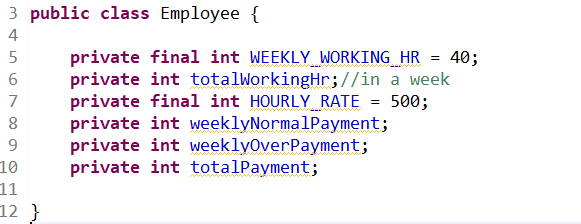 3 public class Employee {
4
5     private final int WEEKLY_WORKING_HR = 40;
6     private int totalWorkingHr;//in a week
7     private final int HOURLY_RATE = 500;
8     private int weeklyNormalPayment;
9     private int weeklyOverPayment;
10     private int totalPayment;
11
12 }